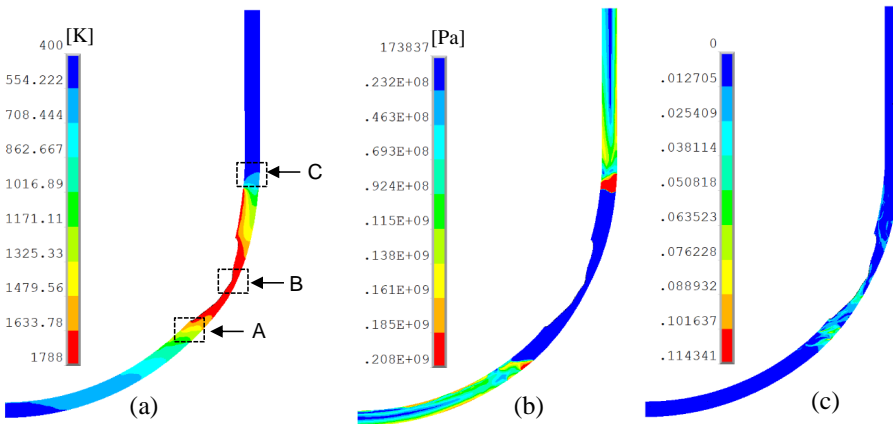 [K]
400
554.222
708.444
862.667
1016.89
1171.11
1325.33
1479.56
1633.78
1788
C
B
A
(a)
[Pa]
173837
.232E+08
.463E+08
.693E+08
.924E+08
.115E+09
.138E+09
.161E+09
.185E+09
.208E+09
(b)
0
.012705
.025409
.038114
.050818
.063523
.076228
.088932
.101637
.114341
(c)